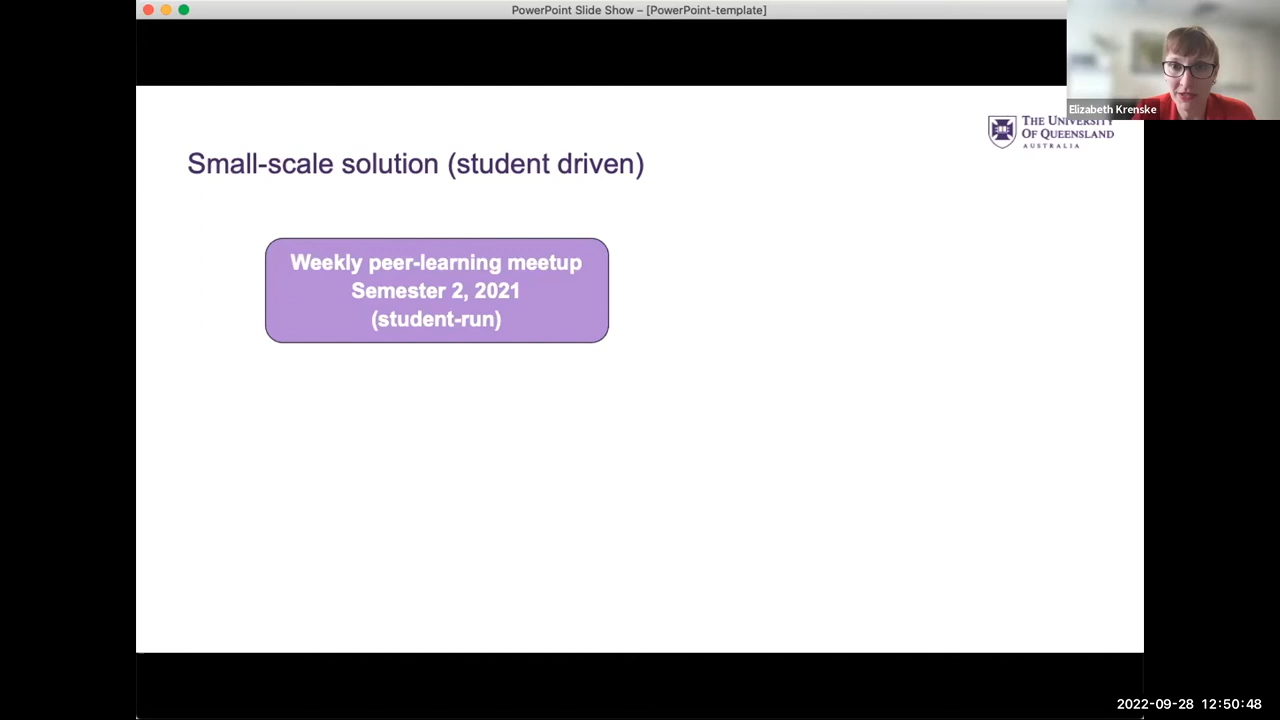 PowerPoint Slide Show – [PowerPoint-template]
Elizabeth Krenske
THE UNIVERSITY
OF QUEENSLAND
AUSTRALIA
Small-scale solution (student driven)
Weekly peer-learning meetup
Semester 2, 2021
(student-run)
2022-09-28 12:50:48